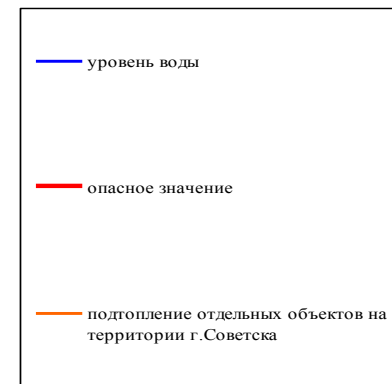 уровень воды
опасное значение
подтопление отдельных объектов на
территории г.Советска